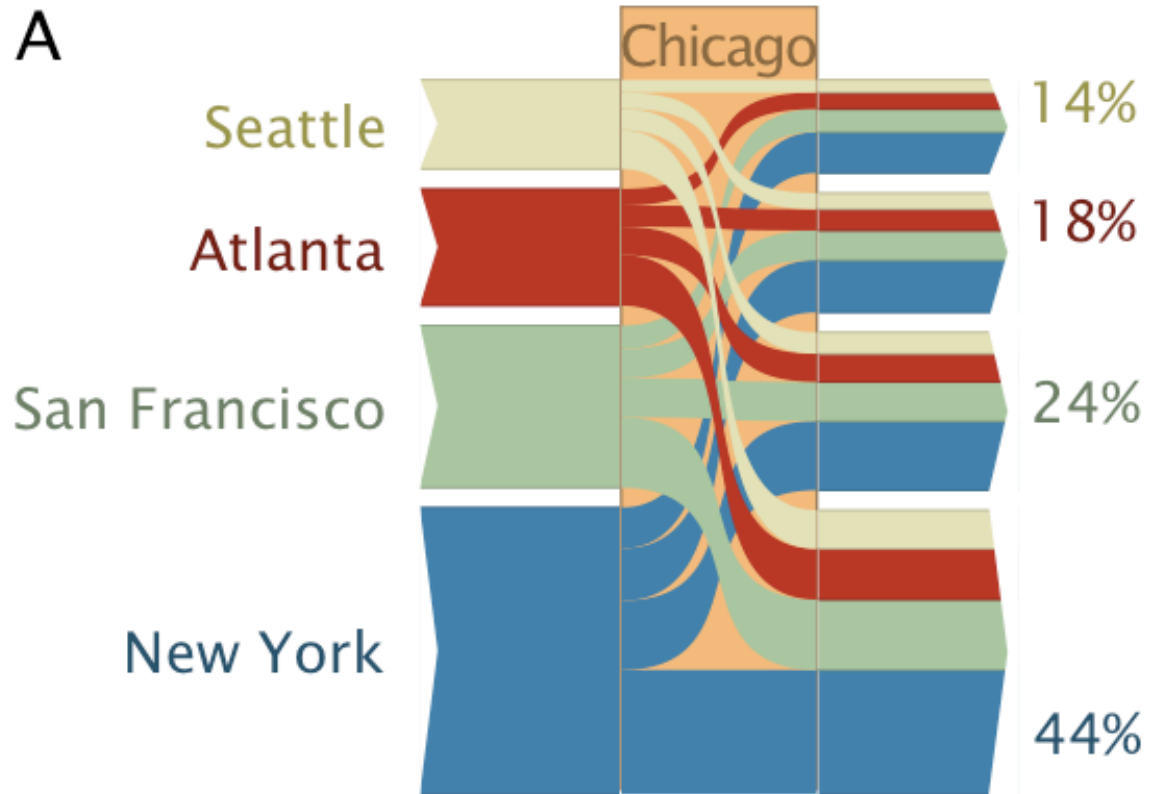 A
Chicago
Seattle
14%
Atlanta
18%
San Francisco
24%
New York
44%